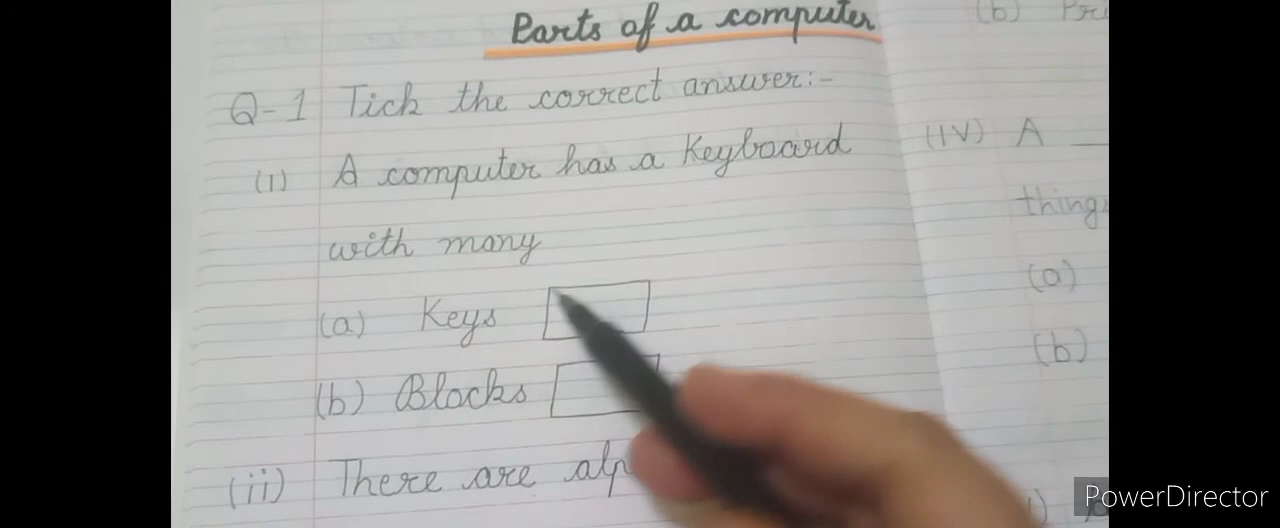 Parts of a computer
Q-1 Tick the correct answer:-
(i) A computer has a Keyboard
with many
(a) Keys
(b) Blocks
(ii) There are
(b)
(iv) A
things
(a)
(b)
PowerDirector